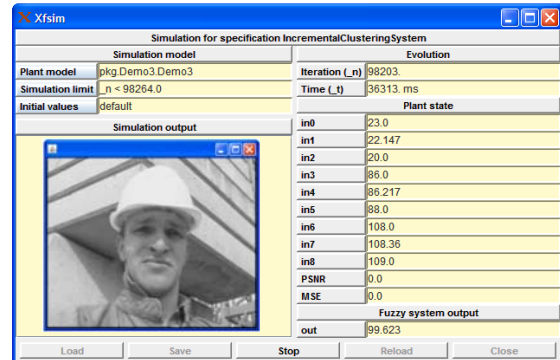 Xfsim
Simulation for specification IncrementalClusteringSystem
Simulation model
Plant model pkg.Demo3.Demo3
Simulation limit _n < 98264.0
Initial values default
Simulation output
Evolution
Iteration (_n) 98203.
Time (_t) 36313. ms
Plant state
in0 23.0
in1 22.147
in2 20.0
in3 86.0
in4 86.217
in5 88.0
in6 108.0
in7 108.36
in8 109.0
PSNR 0.0
MSE 0.0
Fuzzy system output
out 99.623
Load Save Stop Reload Close